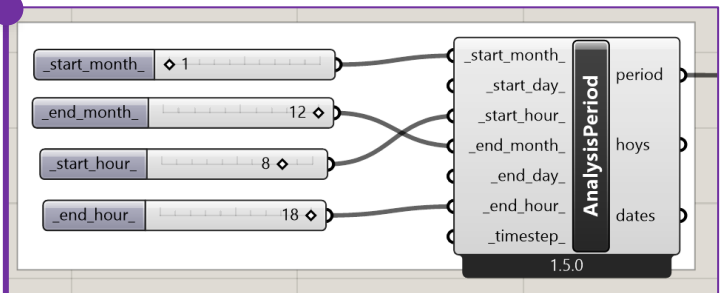 _start_month_ 1
_end_month_ 12
_start_hour_ 8
_end_hour_ 18
_start_month_
_start_day_
_start_hour_
_end_month_
_end_day_
_end_hour_
_timestep_
AnalysisPeriod
period
hoys
dates
1.5.0